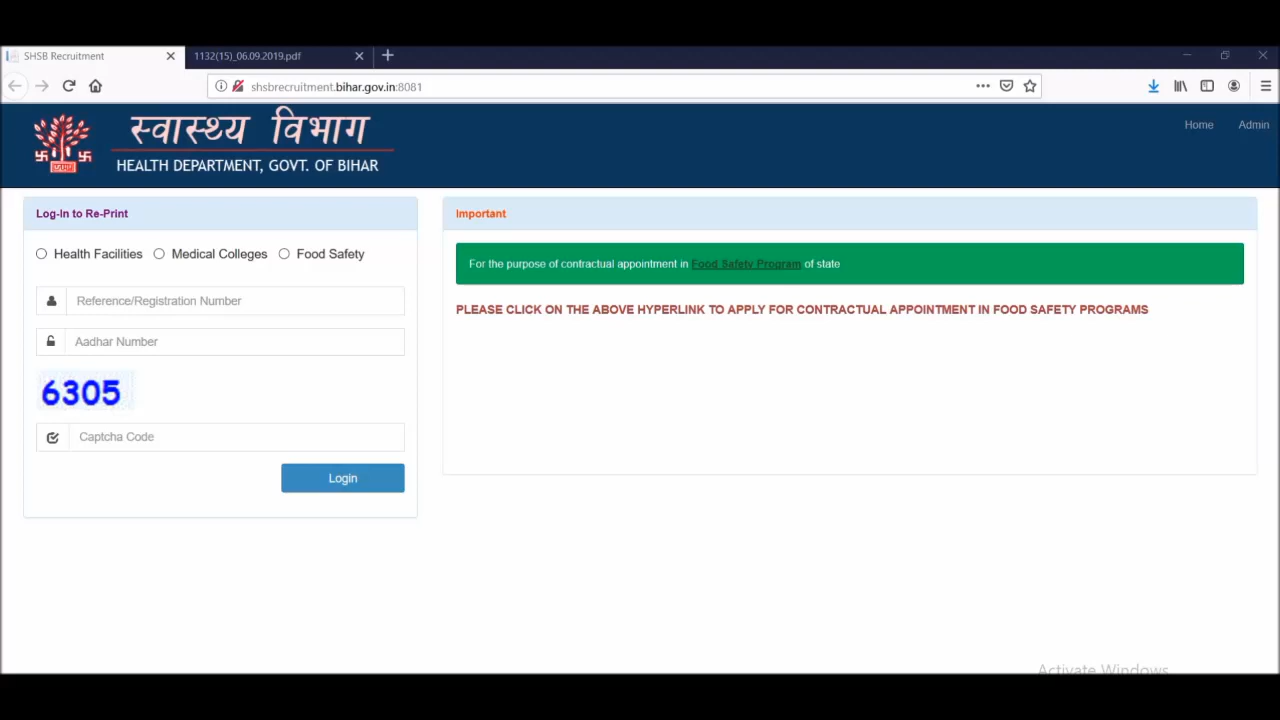 SHSB Recruitment
1132(15)_06.09.2019.pdf
shsbrecruitment.bihar.gov.in:8081
स्वास्थ्य विभाग
HEALTH DEPARTMENT, GOVT. OF BIHAR
Home Admin
Log-In to Re-Print
Health Facilities Medical Colleges Food Safety
Reference/Registration Number
Aadhar Number
6305
Captcha Code
Login
Important
For the purpose of contractual appointment in Food Safety Program of state
PLEASE CLICK ON THE ABOVE HYPERLINK TO APPLY FOR CONTRACTUAL APPOINTMENT IN FOOD SAFETY PROGRAMS
Activate Windows